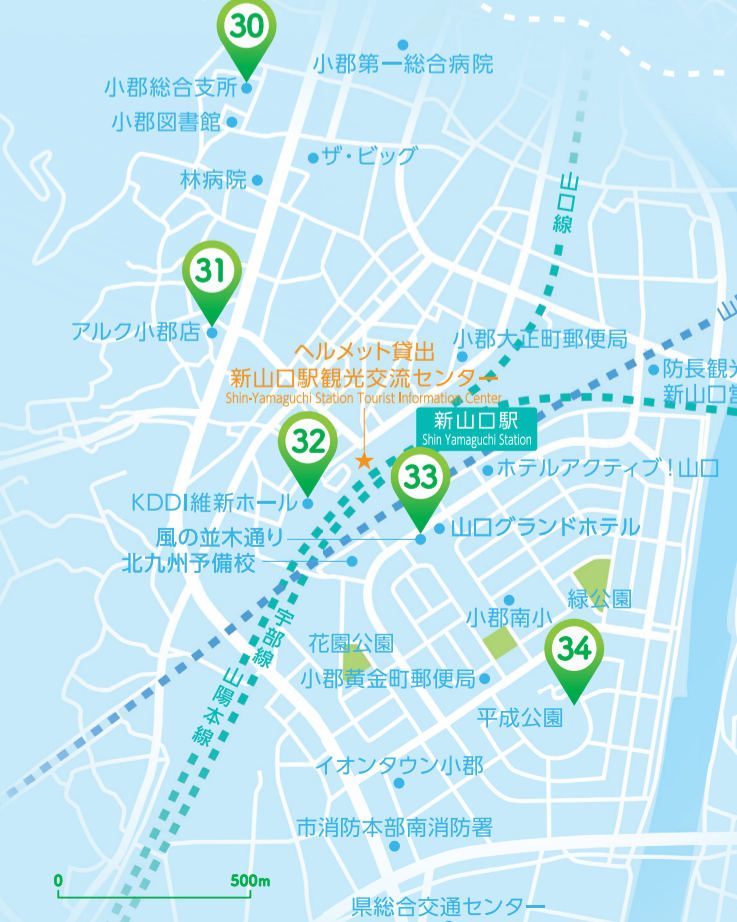 30
小郡第一総合病院
小郡総合支所
小郡図書館
ザ・ビッグ
林病院
山口線
31
アルク小郡店
ヘルメット貸出
新山口駅観光交流センター
Shin-Yamaguchi Station Tourist Information Center
小郡大正町郵便局
防長観光
新山口営
新山口駅
Shin Yamaguchi Station
32
33
ホテルアクティブ!山口
KDDI維新ホール
山口グランドホテル
風の並木通り
北九州予備校
緑公園
小郡南小
宇部線
花園公園
34
山陽本線
小郡黄金町郵便局
平成公園
イオンタウン小郡
市消防本部南消防署
0 500m
県総合交通センター